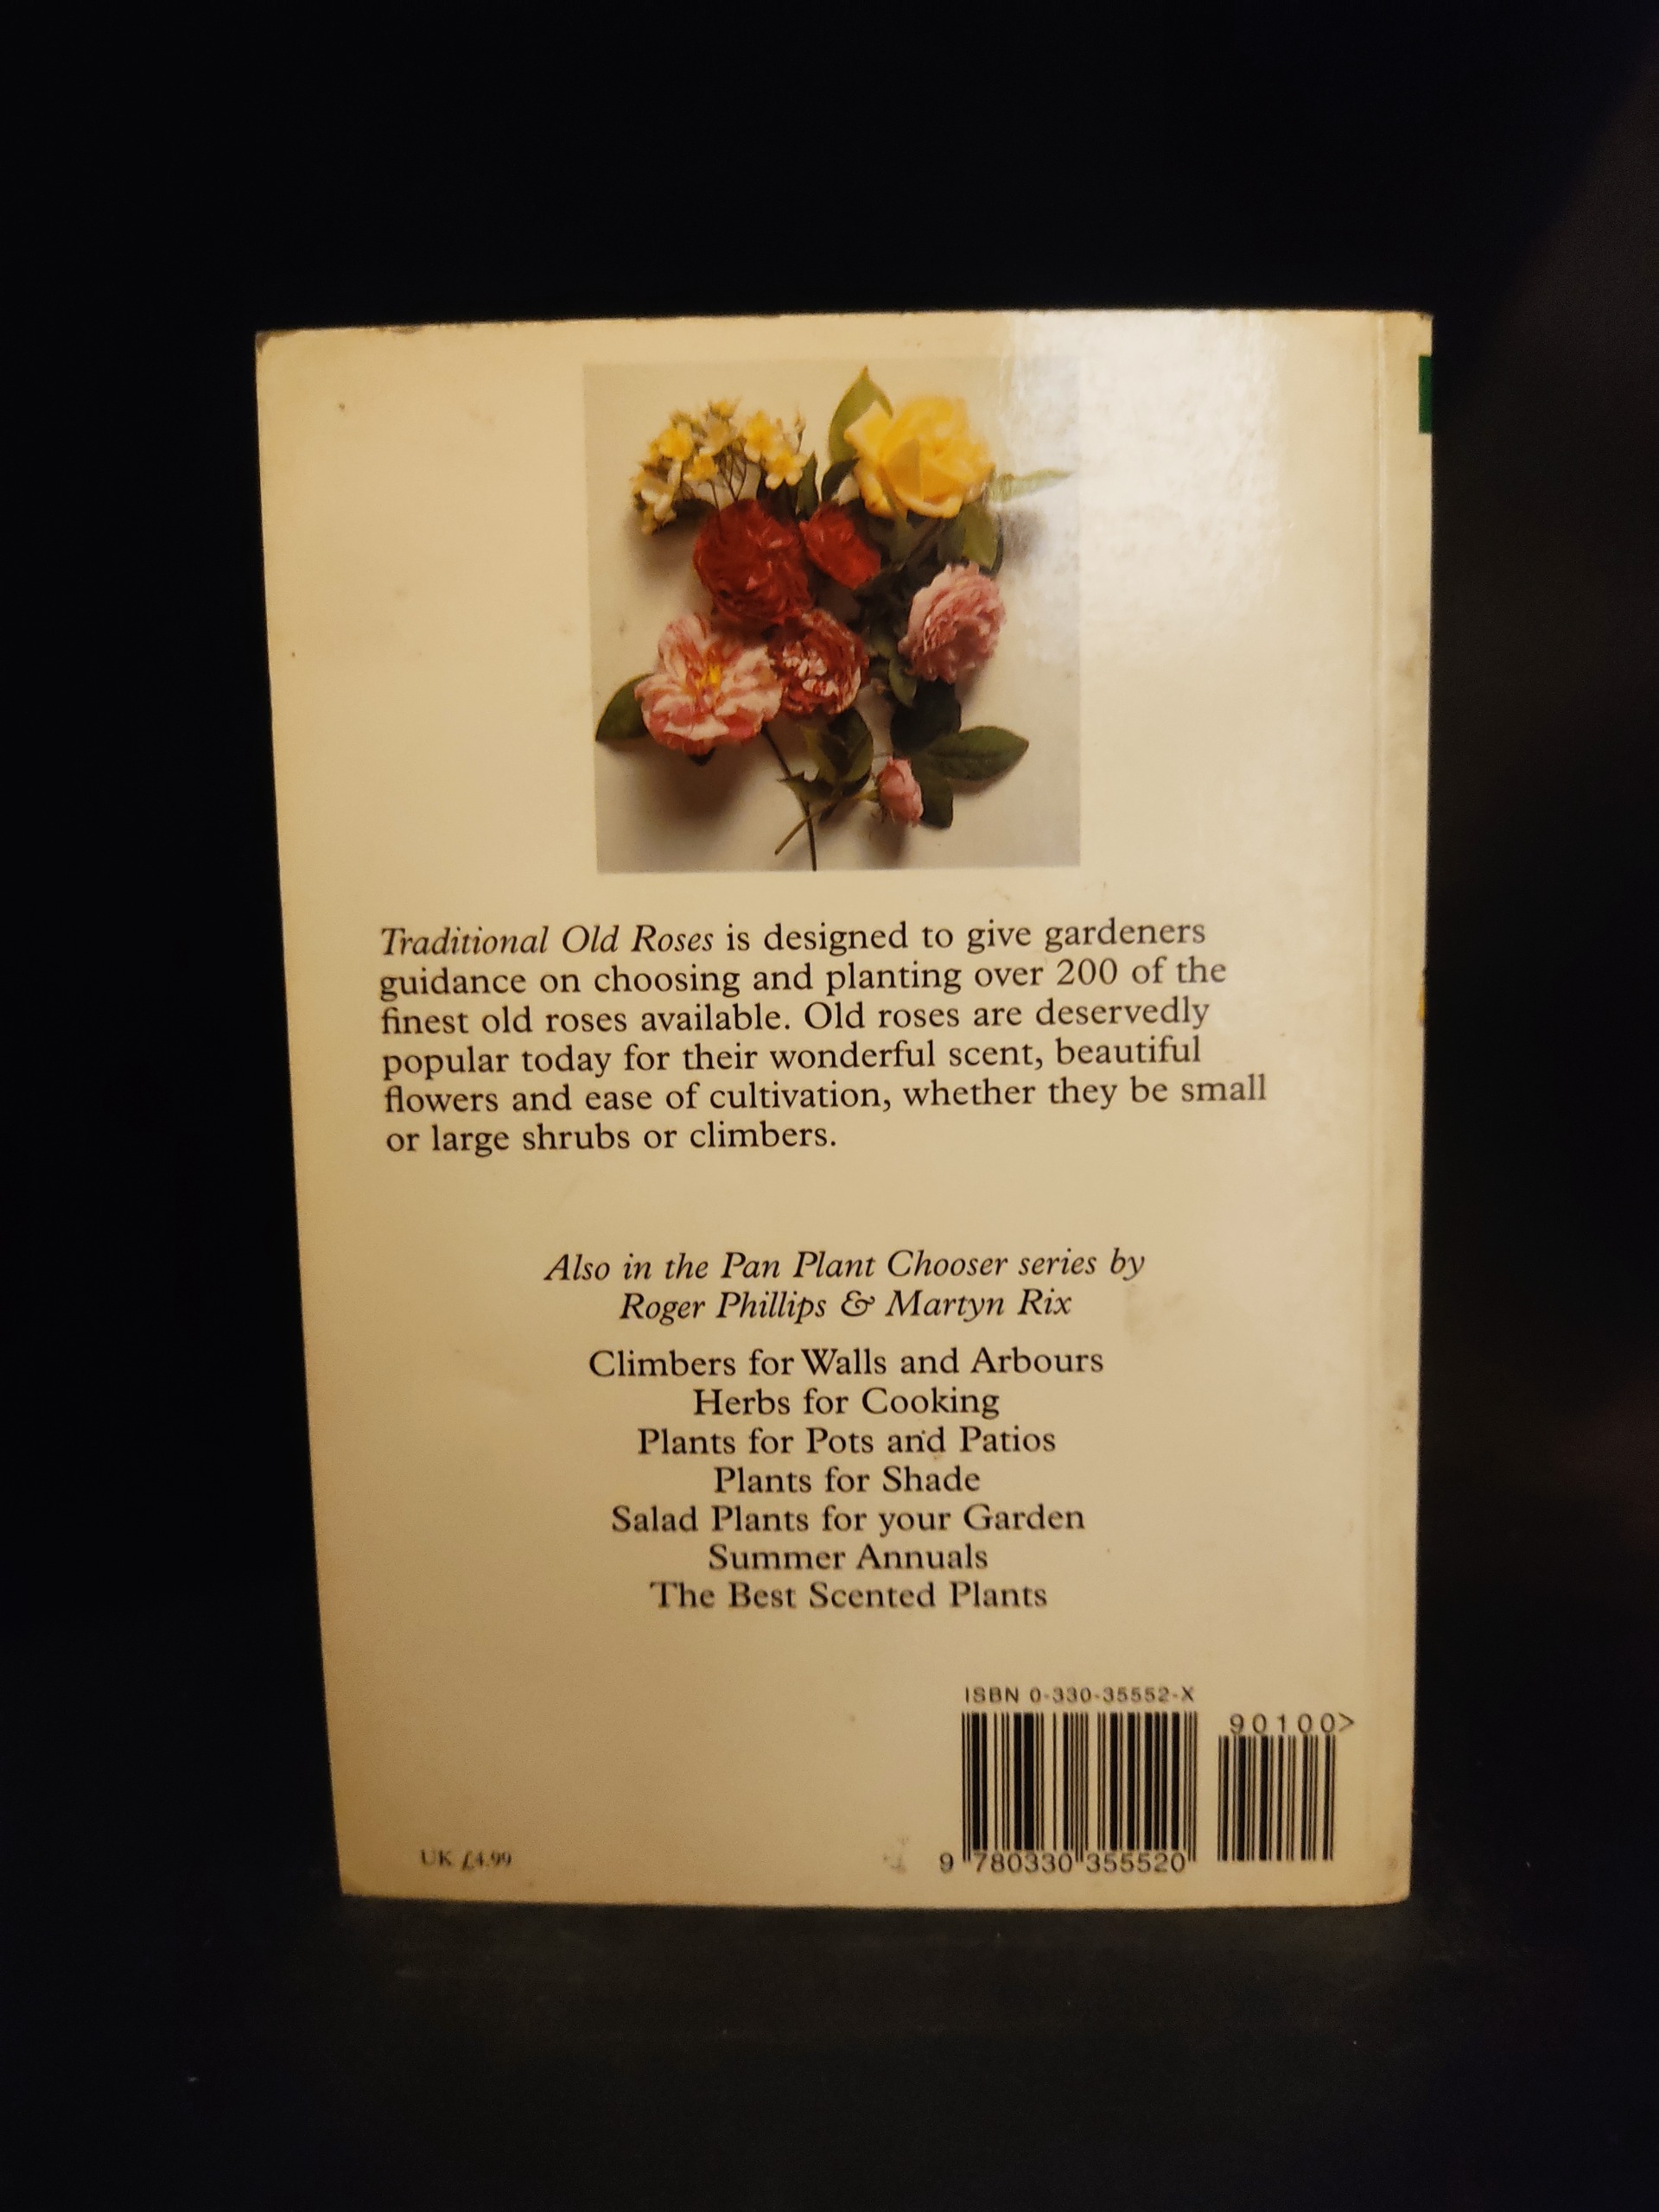 Traditional Old Roses is designed to give gardeners
guidance on choosing and planting over 200 of the
finest old roses available. Old roses are deservedly
popular today for their wonderful scent, beautiful
flowers and ease of cultivation, whether they be small
or large shrubs or climbers.
Also in the Pan Plant Chooser series by
Roger Phillips & Martyn Rix
Climbers for Walls and Arbours
Herbs for Cooking
Plants for Pots and Patios
Plants for Shade
Salad Plants for your Garden
Summer Annuals
The Best Scented Plants
ISBN 0-330-35552-X
90100>
9 780330 355520
UK £4.99